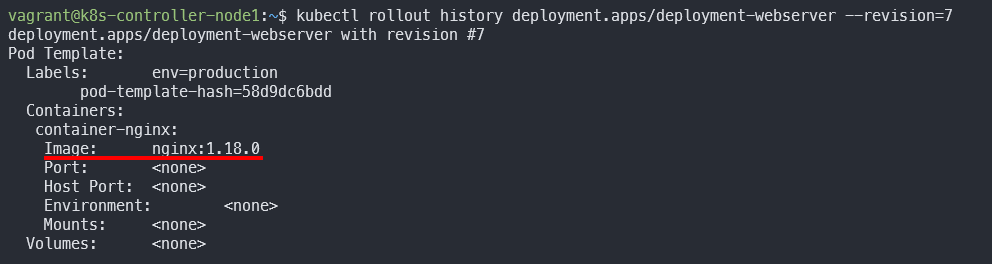 vagrant@k8s-controller-node1:~$ kubectl rollout history deployment.apps/deployment-webserver --revision=7
deployment.apps/deployment-webserver with revision #7
Pod Template:
  Labels:       env=production
        pod-template-hash=58d9dc6bdd
  Containers:
   container-nginx:
    Image:      nginx:1.18.0
    Port:       <none>
    Host Port:  <none>
    Environment:        <none>
    Mounts:     <none>
  Volumes:      <none>